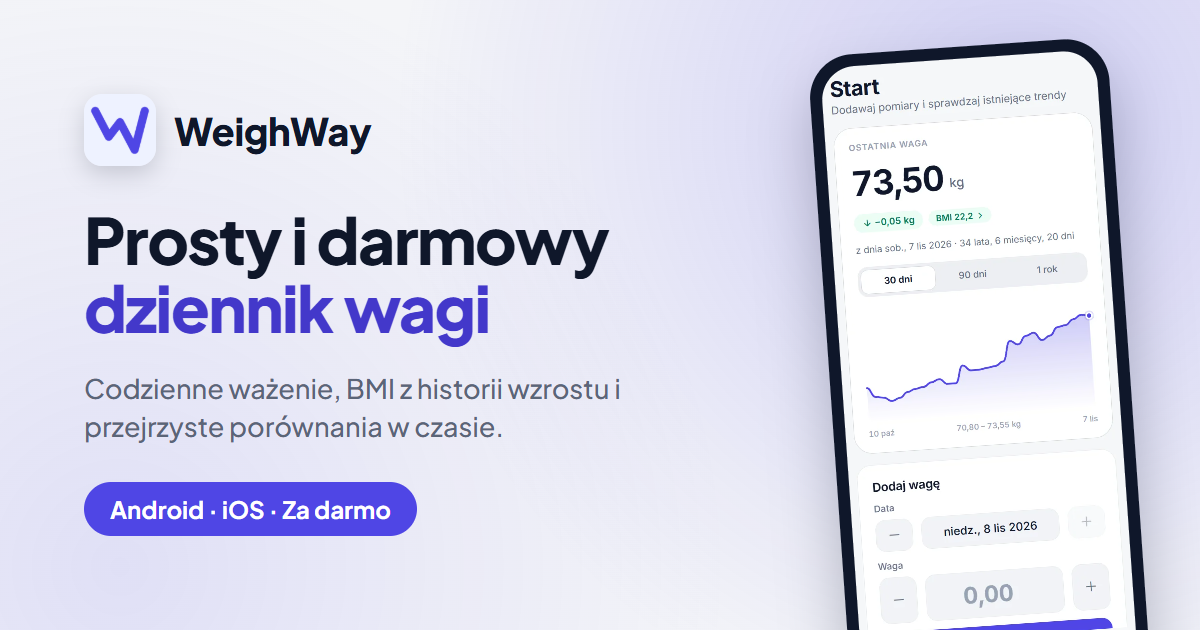 WeighWay
Prosty i darmowy
dziennik wagi
Codzienne ważenie, BMI z historii wzrostu i
przejrzyste porównania w czasie.
Android · iOS · Za darmo
Start
Dodawaj pomiary i sprawdzaj istniejące trendy
OSTATNIA WAGA
73,50 kg
↓ −0,05 kg BMI 22,2 >
z dnia sob., 7 lis 2026 · 34 lata, 6 miesięcy, 20 dni
30 dni 90 dni 1 rok
10 paź 70,80 – 73,55 kg 7 lis
Dodaj wagę
Data
− niedz., 8 lis 2026 +
Waga
− 0,00 +